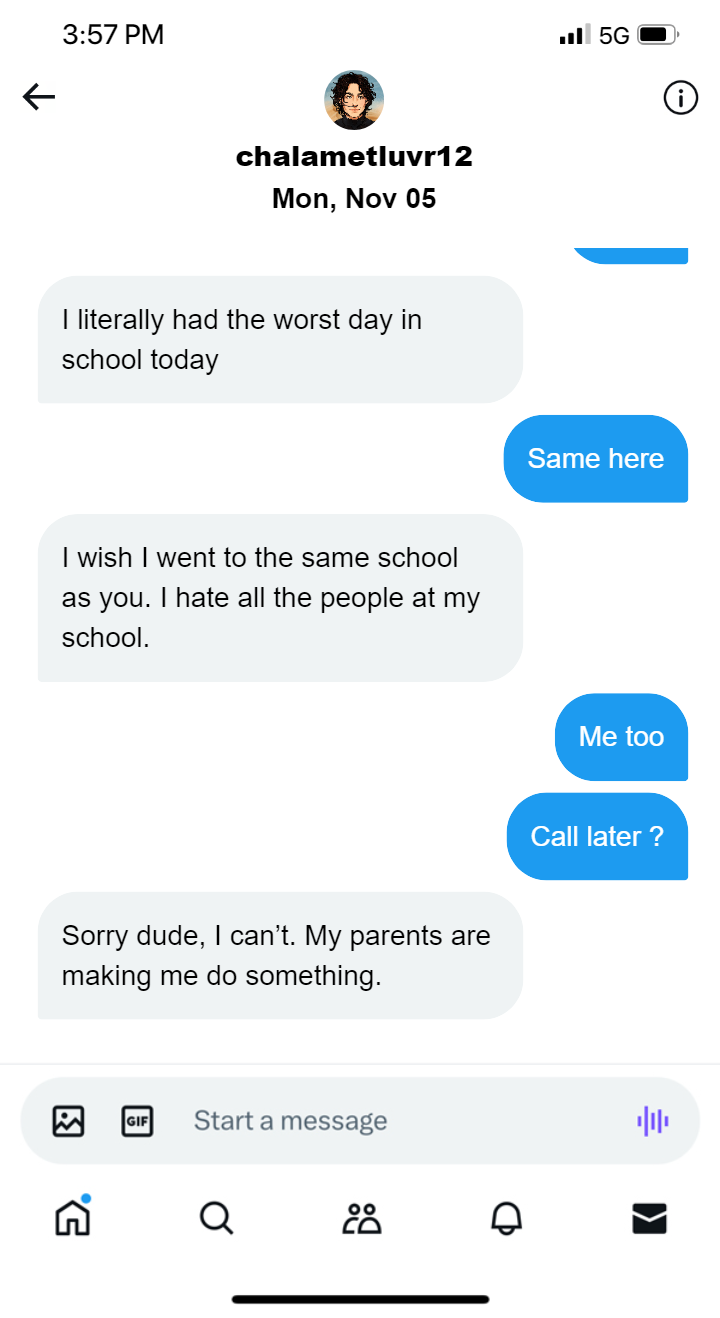 3:57 PM
5G
chalametluvr12
Mon, Nov 05
I literally had the worst day in
school today
Same here
I wish I went to the same school
as you. I hate all the people at my
school.
Me too
Call later ?
Sorry dude, I can’t. My parents are
making me do something.
GIF
Start a message